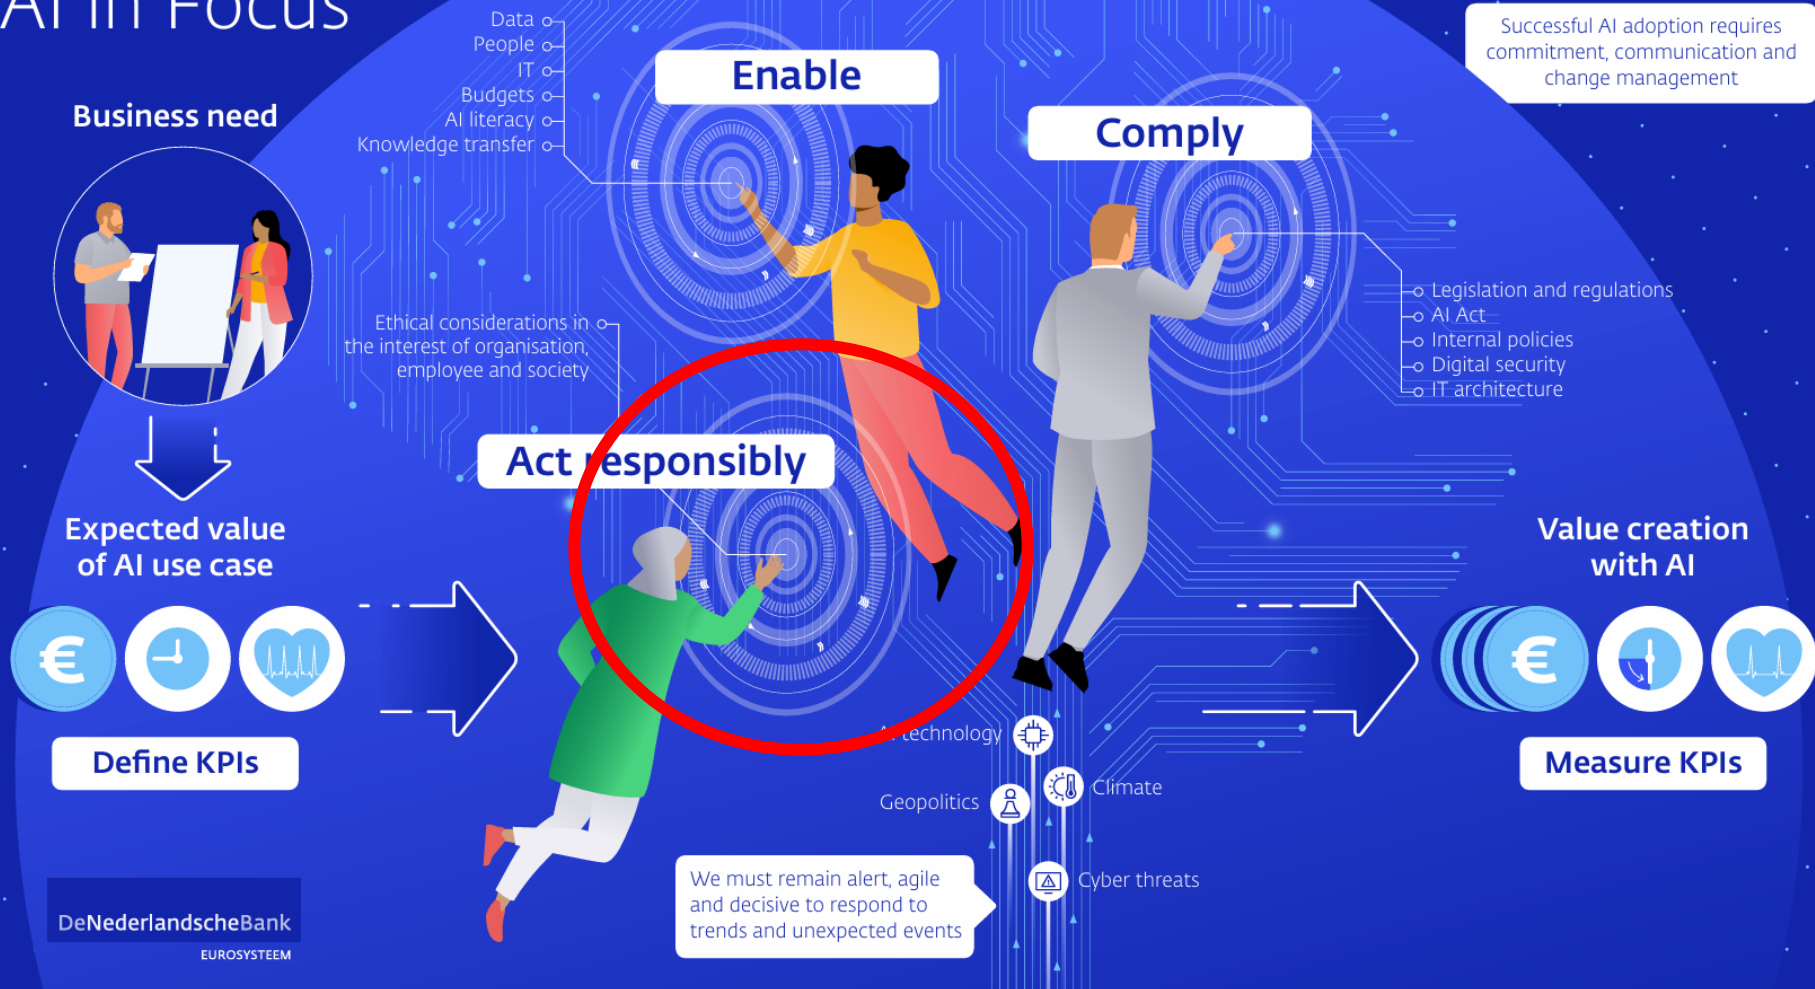 AI in Focus
Data
People
IT
Budgets
AI literacy
Knowledge transfer
Enable
Comply
Successful AI adoption requires
commitment, communication and
change management
Business need
Legislation and regulations
AI Act
Internal policies
Digital security
IT architecture
Ethical considerations in
the interest of organisation,
employee and society
Act responsibly
Expected value
of AI use case
€
Define KPIs
Value creation
with AI
€
Measure KPIs
AI technology
Climate
Geopolitics
Cyber threats
We must remain alert, agile
and decisive to respond to
trends and unexpected events
DeNederlandscheBank
EUROSYSTEEM